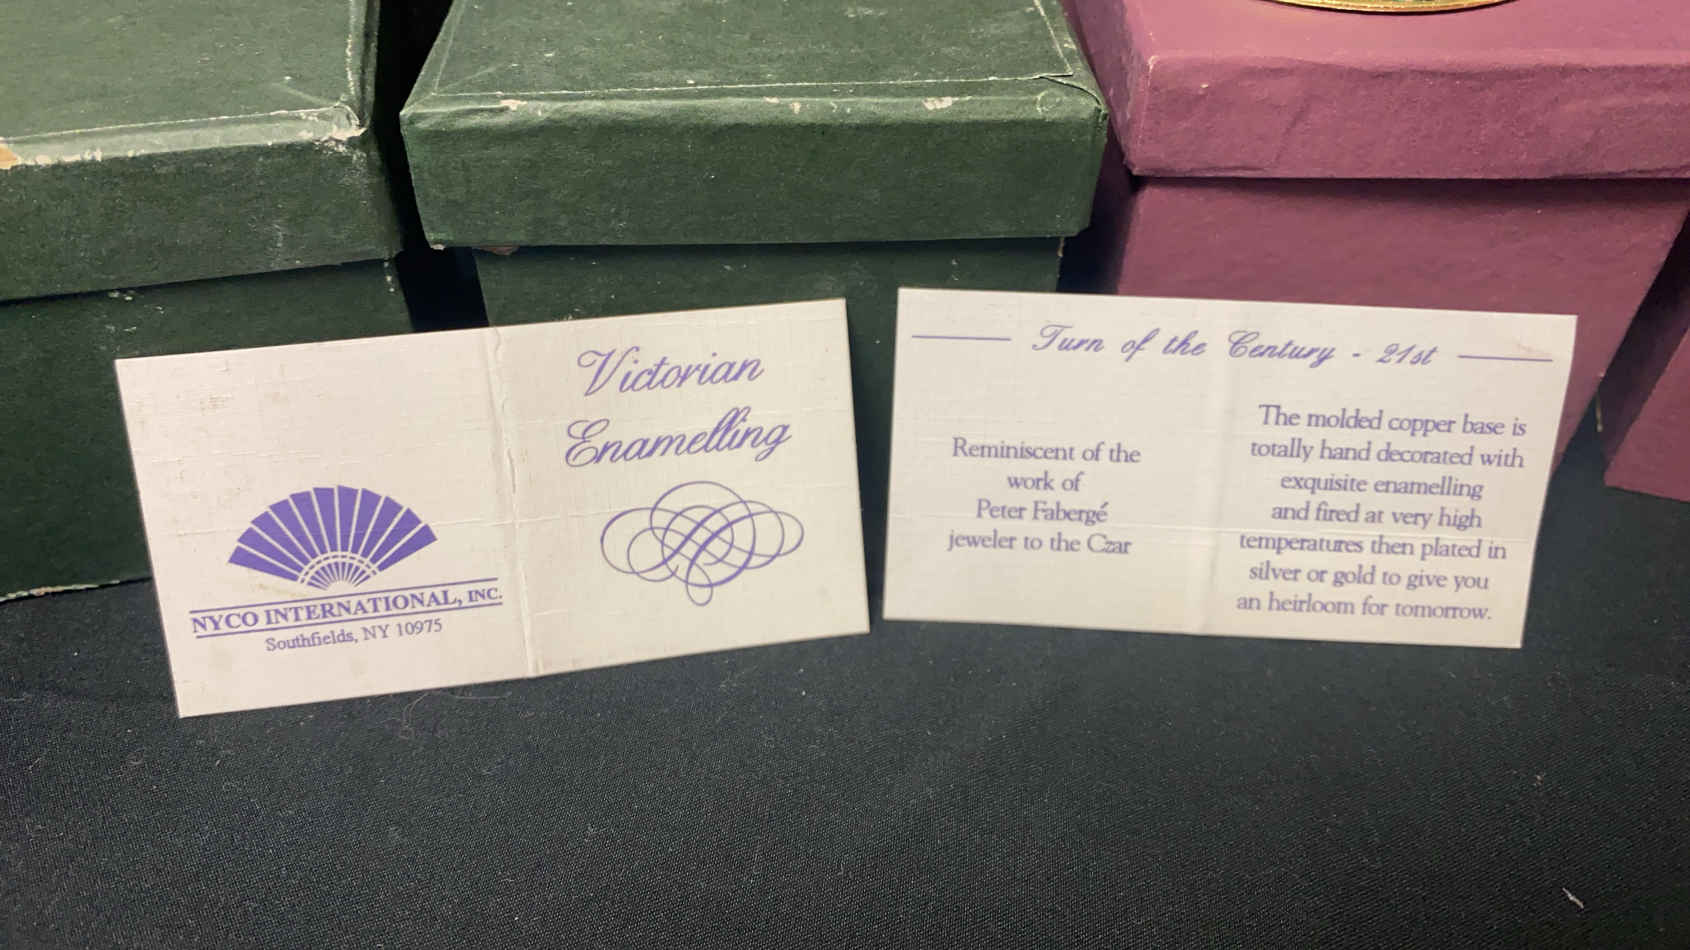 Victorian
Enamelling
NYCO INTERNATIONAL, INC.
Southfields, NY 10975
Turn of the Century - 21st
Reminiscent of the
work of
Peter Fabergé
jeweler to the Czar
The molded copper base is
totally hand decorated with
exquisite enamelling
and fired at very high
temperatures then plated in
silver or gold to give you
an heirloom for tomorrow.